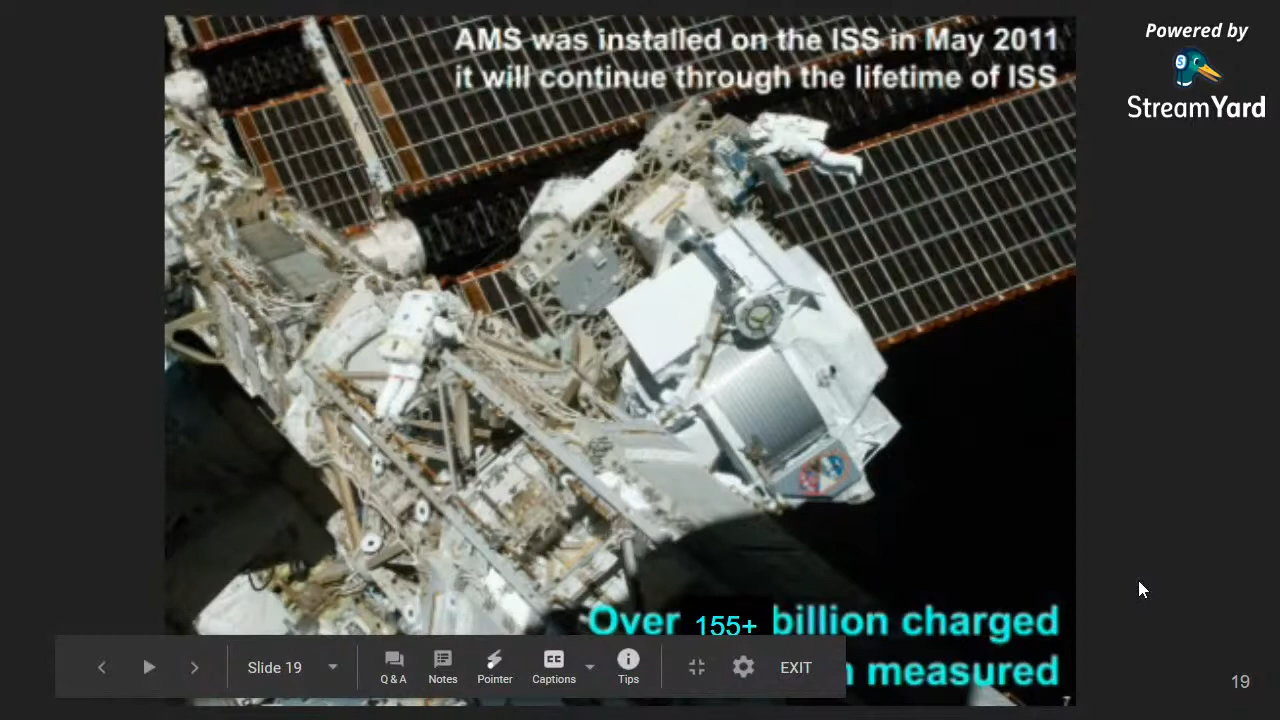 AMS was installed on the ISS in May 2011
it will continue through the lifetime of ISS
Powered by
StreamYard
Over 155+ billion charged
measured
Slide 19
Q & A
Notes
Pointer
Captions
Tips
EXIT
19